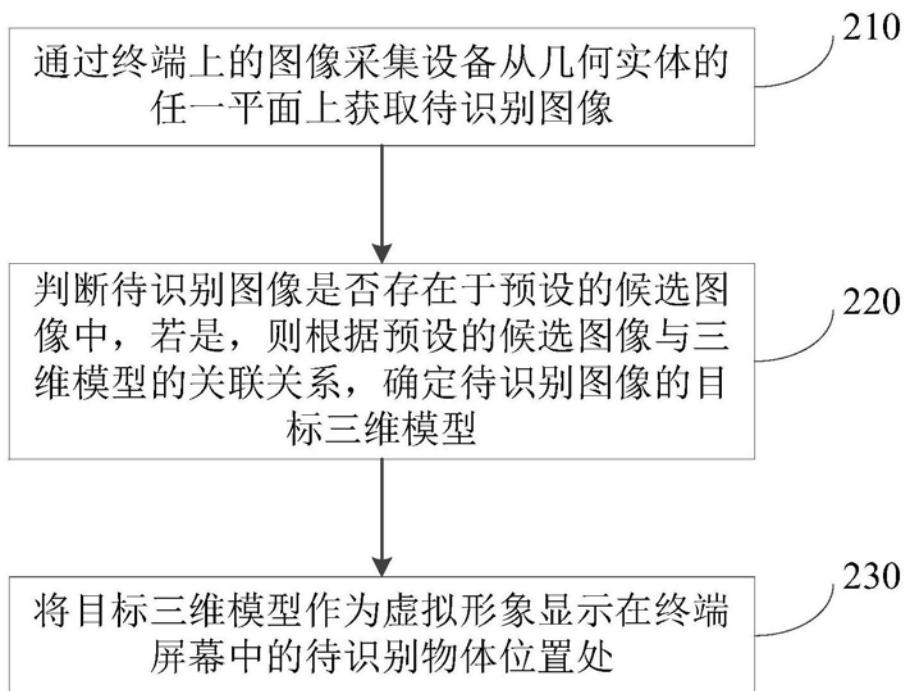 通过终端上的图像采集设备从几何实体的
任一平面上获取待识别图像
210
判断待识别图像是否存在于预设的候选图
像中，若是，则根据预设的候选图像与三
维模型的关联关系，确定待识别图像的目
标三维模型
220
将目标三维模型作为虚拟形象显示在终端
屏幕中的待识别物体位置处
230